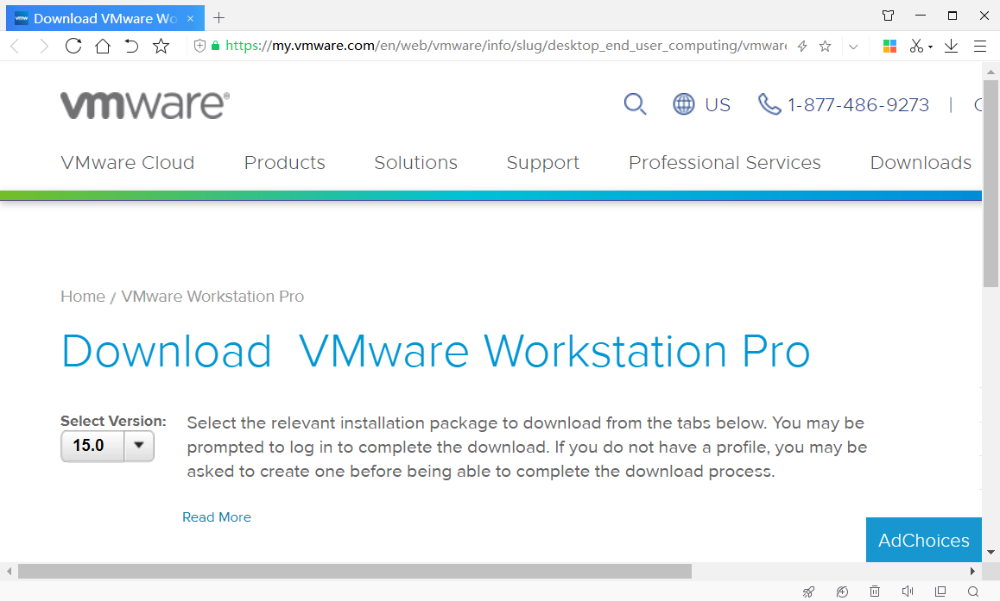 Download VMware Wo
https://my.vmware.com/en/web/vmware/info/slug/desktop_end_user_computing/vmware
vmware®
US
1-877-486-9273
VMware Cloud Products Solutions Support Professional Services Downloads
Home / VMware Workstation Pro
Download VMware Workstation Pro
Select Version:
15.0
Select the relevant installation package to download from the tabs below. You may be
prompted to log in to complete the download. If you do not have a profile, you may be
asked to create one before being able to complete the download process.
Read More
AdChoices